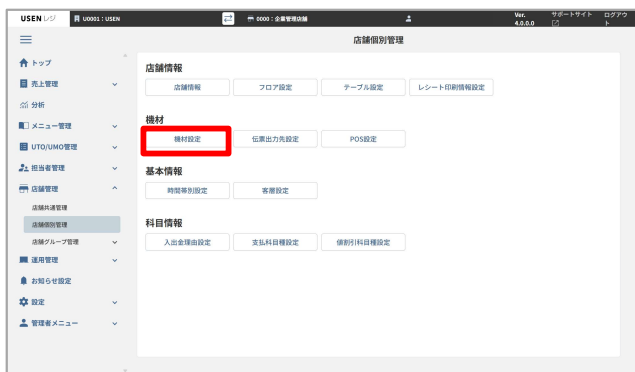 USEN レジ U0001：USEN 0000：企業管理店舗 Ver. 4.0.0.0 サポートサイト ログアウト
店舗個別管理
トップ
売上管理
分析
メニュー管理
UTO/UMO管理
担当者管理
店舗管理
店舗共通管理
店舗個別管理
店舗グループ管理
運用管理
お知らせ設定
設定
管理者メニュー
店舗情報
店舗情報 フロア設定 テーブル設定 レシート印刷情報設定
機材
機材設定 伝票出力先設定 POS設定
基本情報
時間帯別設定 客層設定
科目情報
入出金理由設定 支払科目種設定 値割引科目種設定